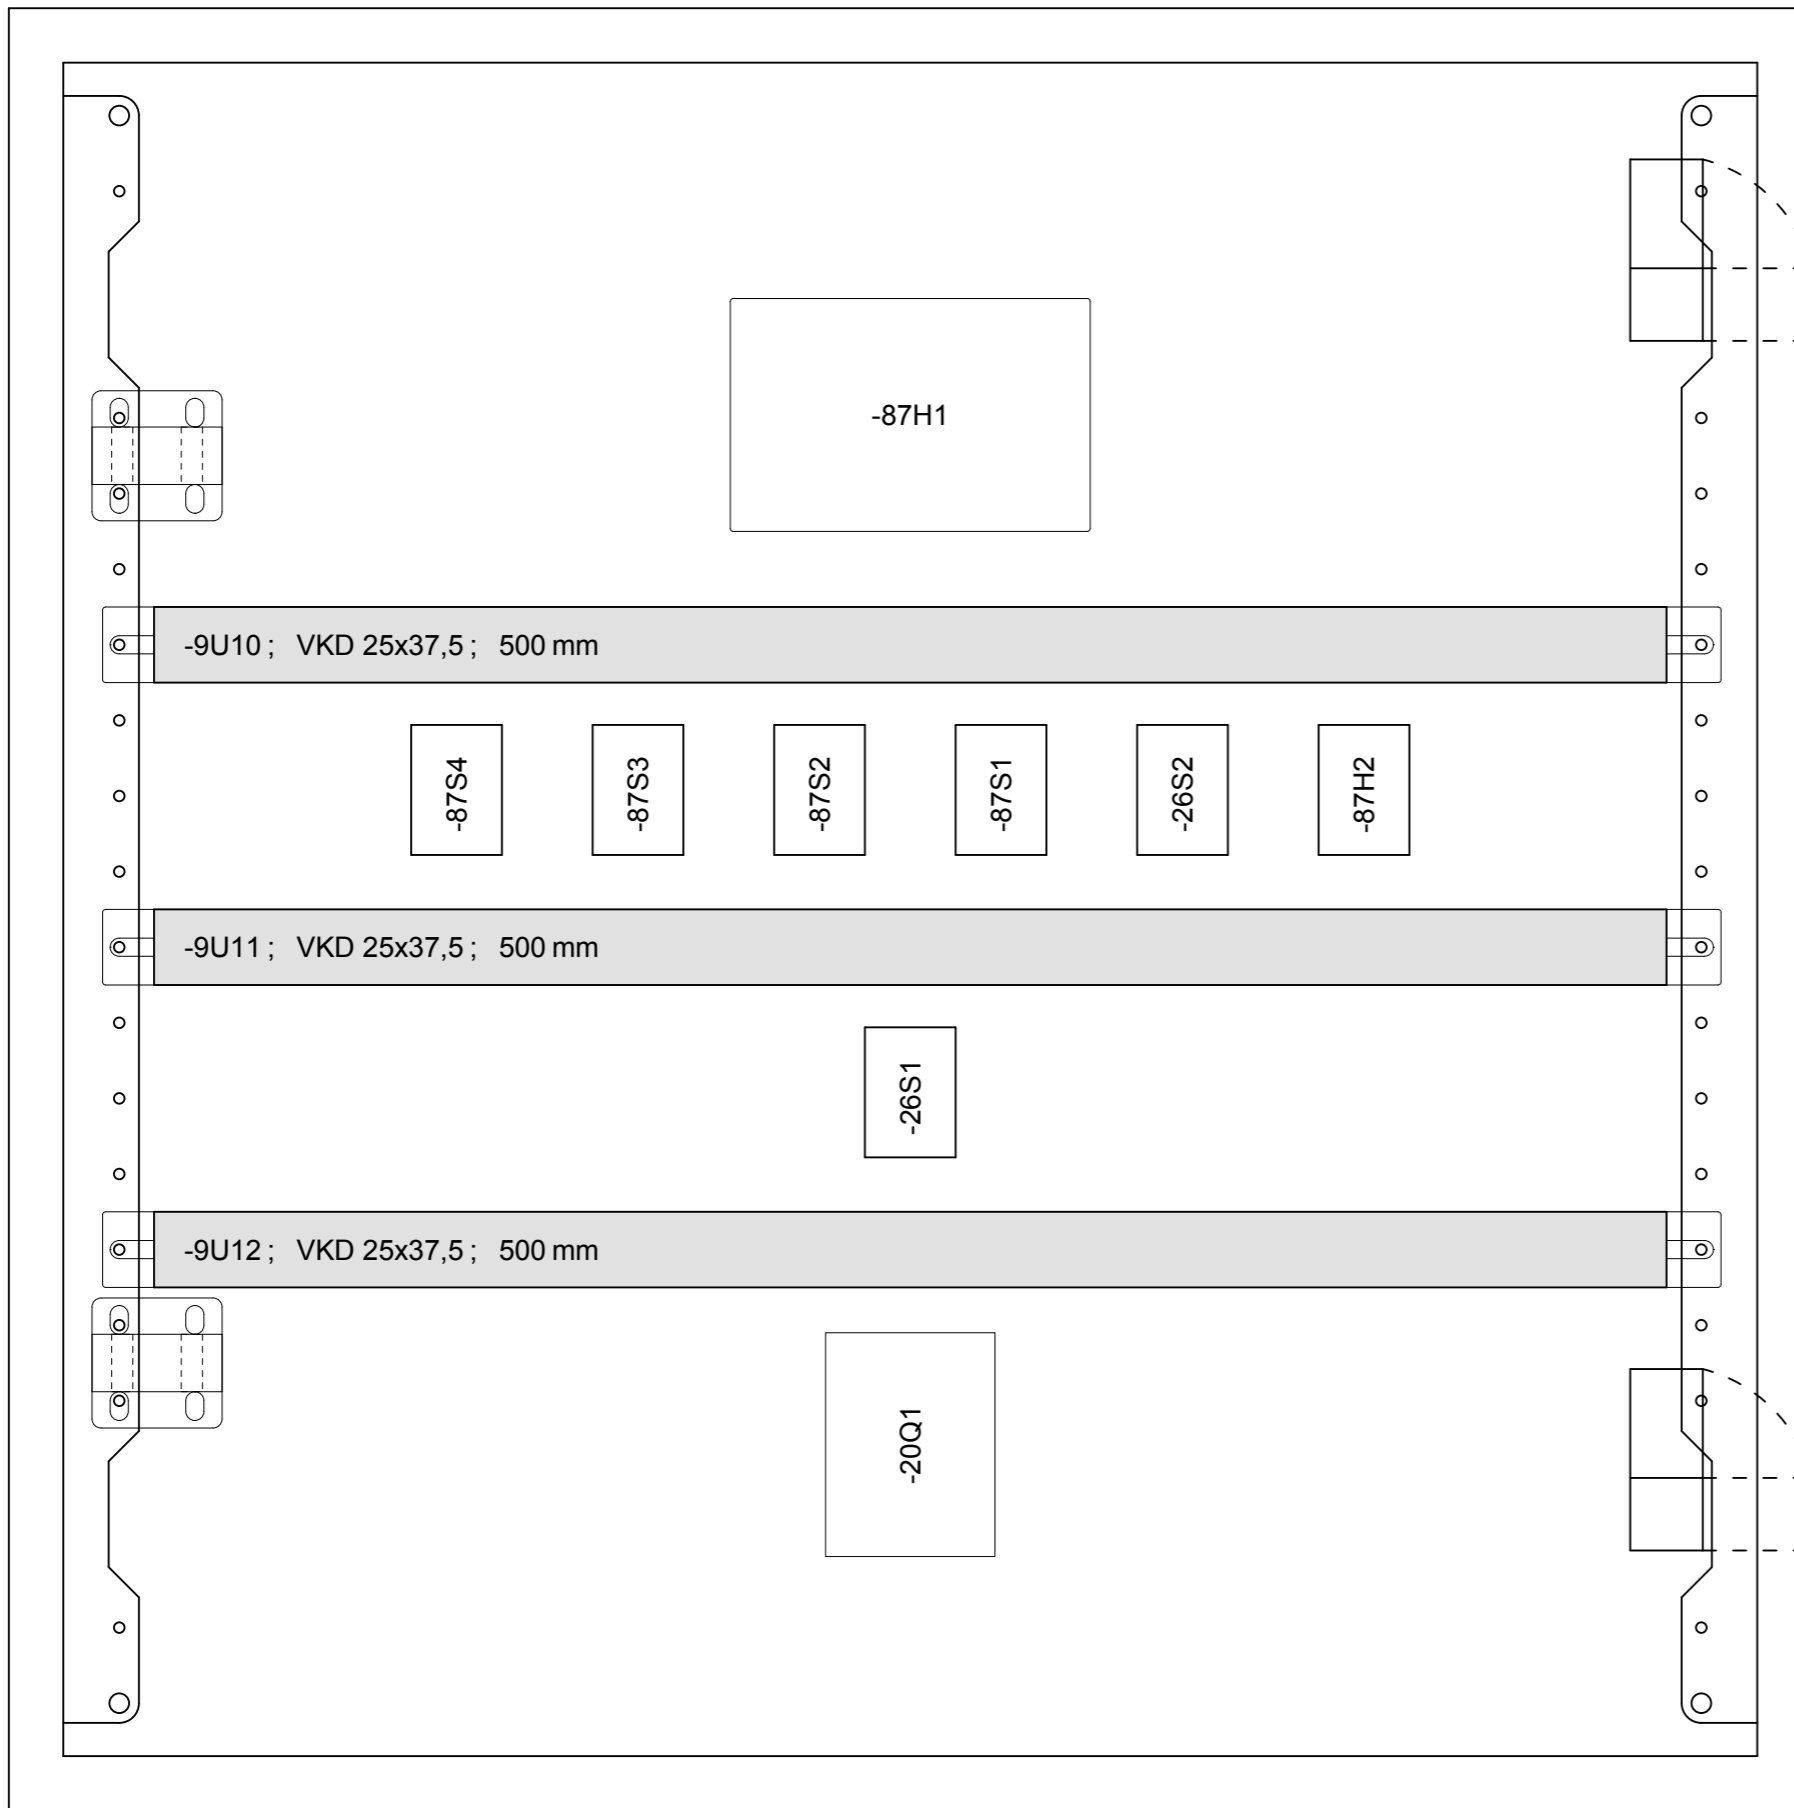 -87H1
-9U10 ; VKD 25x37,5 ; 500 mm
-87S4
-87S3
-87S2
-87S1
-26S2
-87H2
-9U11 ; VKD 25x37,5 ; 500 mm
-26S1
-9U12 ; VKD 25x37,5 ; 500 mm
-20Q1